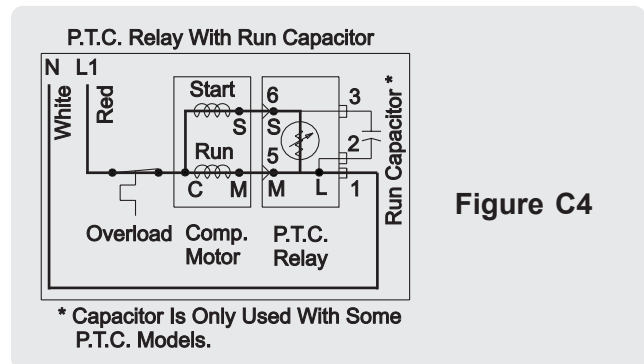 P.T.C. Relay With Run Capacitor
N L1
White
Red
Start
S
Run
C M
6
S
5
M L
3
2
1
Run Capacitor *
Overload
Comp.
Motor
P.T.C.
Relay
Figure C4
* Capacitor Is Only Used With Some
P.T.C. Models.